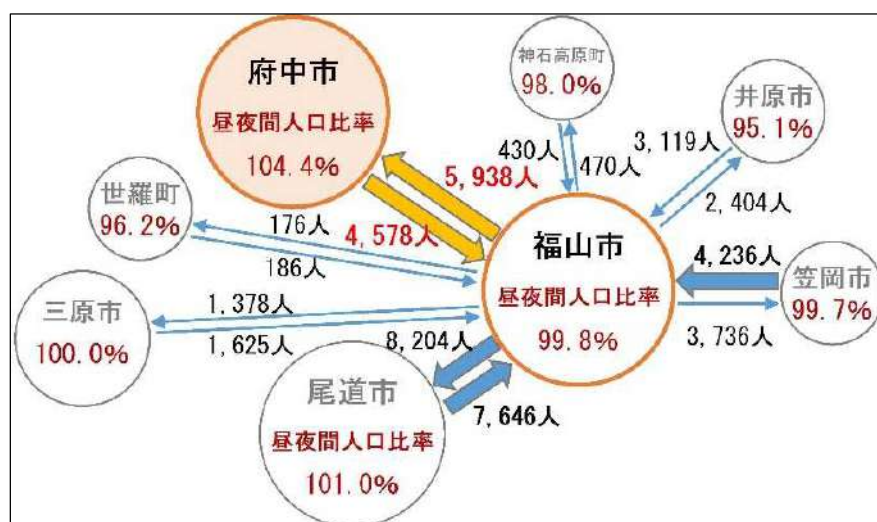 府中市
昼夜間人口比率
104.4%
神石高原町
98.0%
井原市
95.1%
430人
470人
3,119人
2,404人
5,938人
4,578人
世羅町
96.2%
176人
186人
福山市
昼夜間人口比率
99.8%
4,236人
3,736人
笠岡市
99.7%
三原市
100.0%
1,378人
1,625人
8,204人
7,646人
尾道市
昼夜間人口比率
101.0%